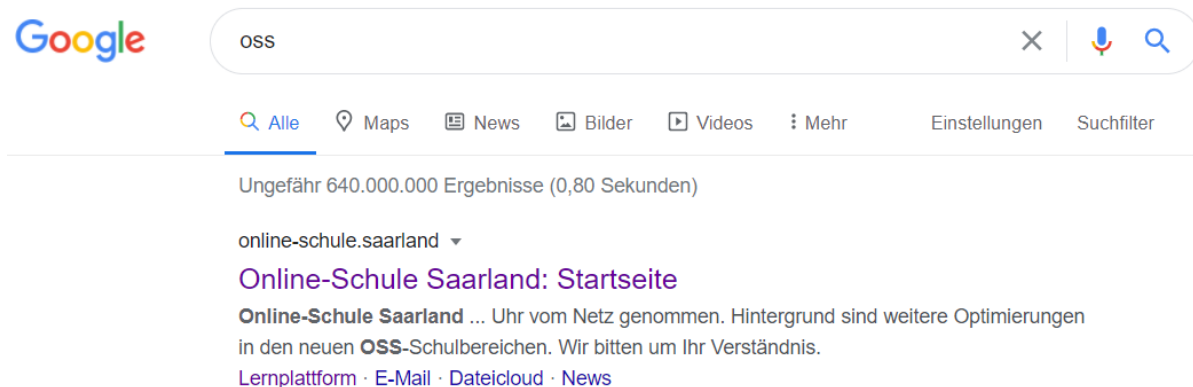 Google oss
Alle Maps News Bilder Videos Mehr Einstellungen Suchfilter
Ungefähr 640.000.000 Ergebnisse (0,80 Sekunden)
online-schule.saarland
Online-Schule Saarland: Startseite
Online-Schule Saarland ... Uhr vom Netz genommen. Hintergrund sind weitere Optimierungen
in den neuen OSS-Schulbereichen. Wir bitten um Ihr Verständnis.
Lernplattform · E-Mail · Dateicloud · News